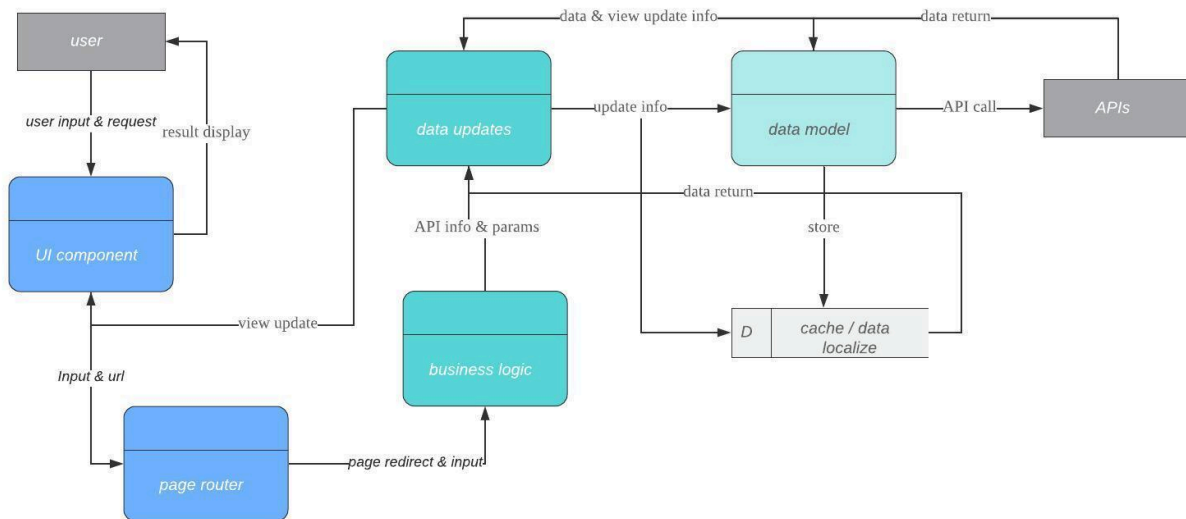 data & view update info
data return
user
data updates
data model
APIs
update info
API call
user input & request
result display
data return
API info & params
store
UI component
view update
D
cache / data
localize
business logic
Input & url
page redirect & input
page router